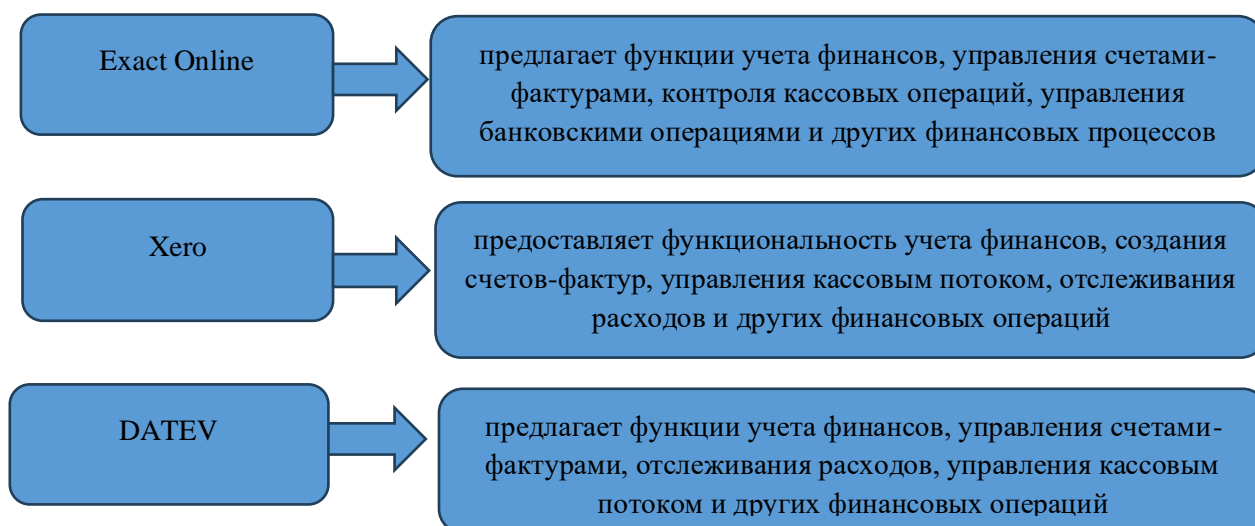 Exact Online
предлагает функции учета финансов, управления счетами-
фактурами, контроля кассовых операций, управления
банковскими операциями и других финансовых процессов
Xero
предоставляет функциональность учета финансов, создания
счетов-фактур, управления кассовым потоком, отслеживания
расходов и других финансовых операций
DATEV
предлагает функции учета финансов, управления счетами-
фактурами, отслеживания расходов, управления кассовым
потоком и других финансовых операций